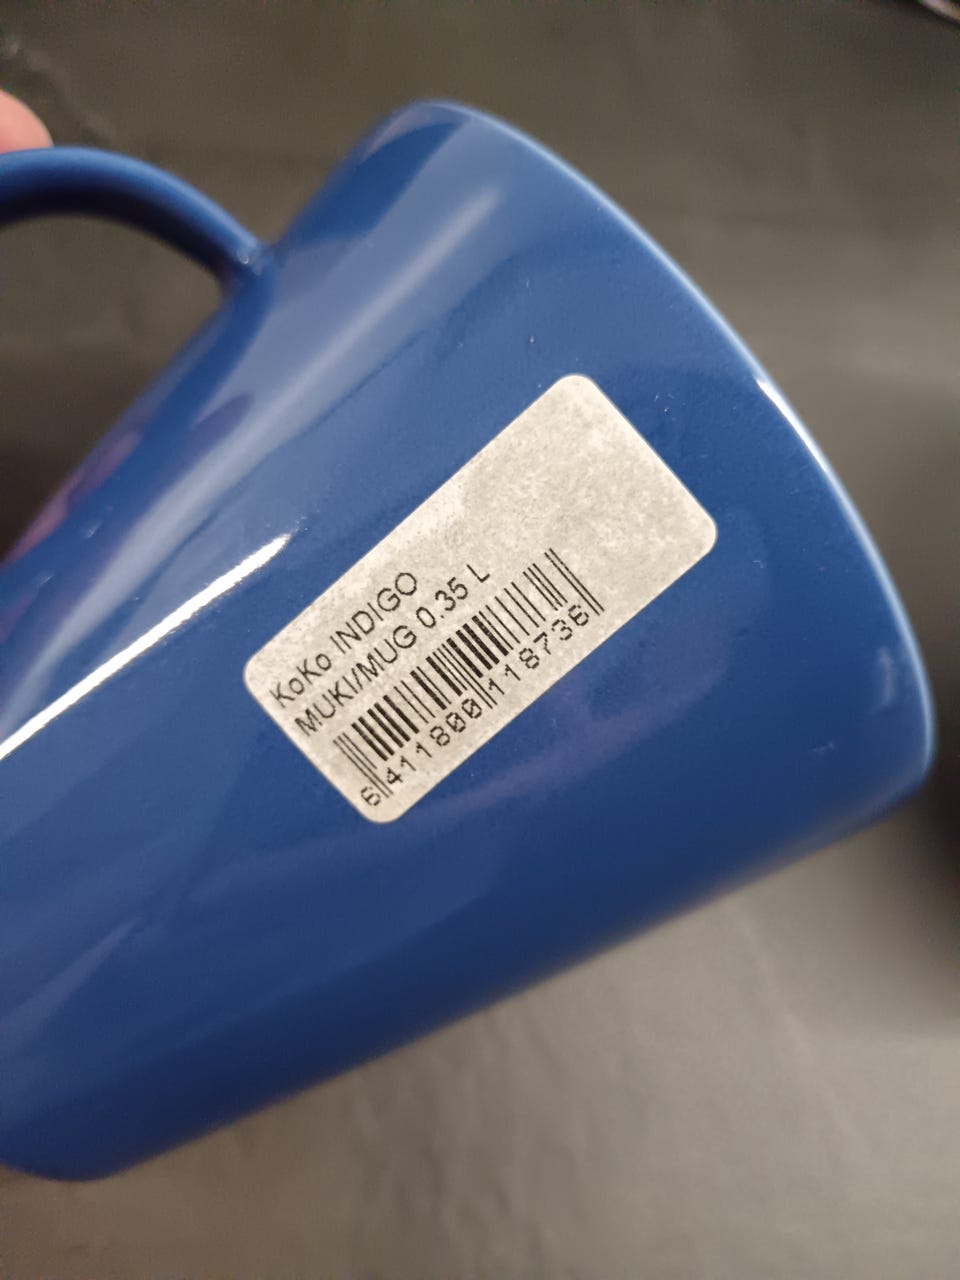 KoKo INDIGO
MUKI/MUG 0.35 L
6 411800 118736